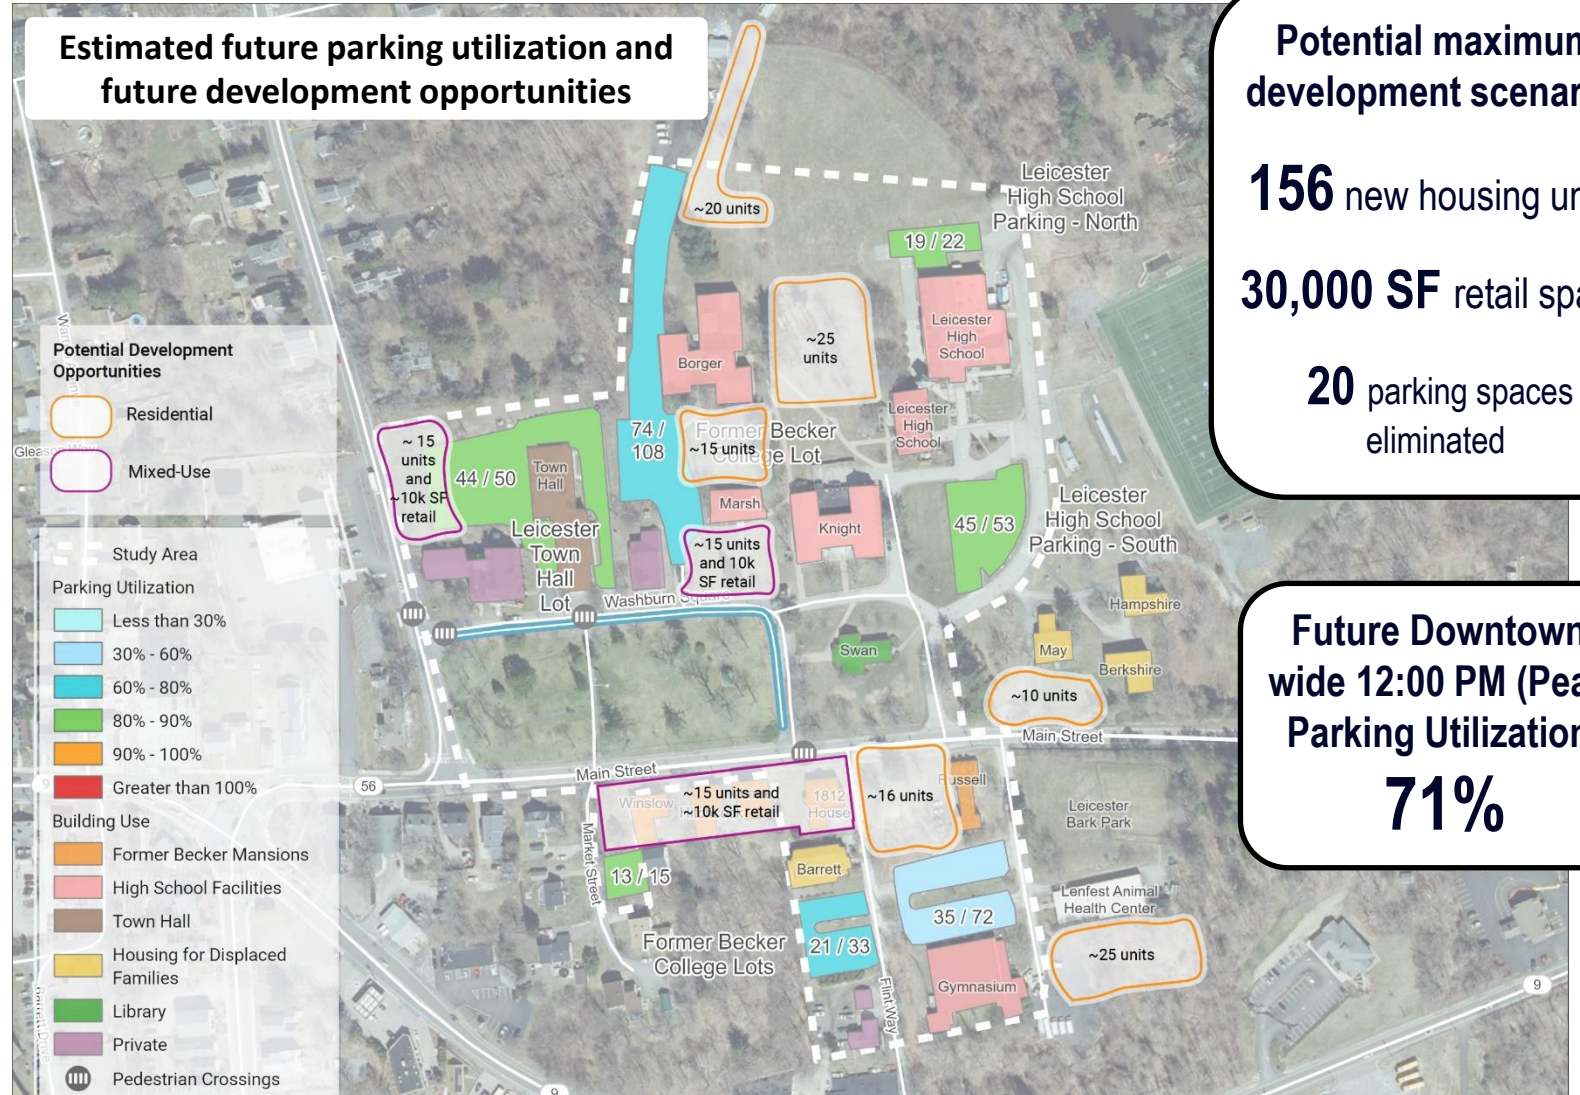 Estimated future parking utilization and
future development opportunities
Potential maximum
development scenar
156 new housing un
30,000 SF retail spa
20 parking spaces
eliminated
Future Downtown
wide 12:00 PM (Pea
Parking Utilization
71%
Potential Development
Opportunities
Residential
Mixed-Use
Study Area
Parking Utilization
Less than 30%
30% - 60%
60% - 80%
80% - 90%
90% - 100%
Greater than 100%
Building Use
Former Becker Mansions
High School Facilities
Town Hall
Housing for Displaced
Families
Library
Private
Pedestrian Crossings
~20 units
Leicester
High School
Parking - North
19 / 22
Leicester
High
School
~25
units
Borger
Leicester
High
School
74 /
108
Former Becker
College Lot
~15 units
~ 15
units
and
~10k SF
retail
44 / 50
Town
Hall
Leicester
Town
Hall
Lot
Marsh
Knight
45 / 53
Leicester
High School
Parking - South
~15 units
and 10k
SF retail
Washburn Square
Hampshire
Swan
May
Berkshire
~10 units
Main Street
Main Street
56
9
Winslow
~15 units and
~10k SF retail
1812
House
~16 units
Russell
Leicester
Bark Park
Market Street
13 / 15
Barrett
Lenfest Animal
Health Center
35 / 72
21 / 33
Former Becker
College Lots
~25 units
Gymnasium
Flint Way
9
9